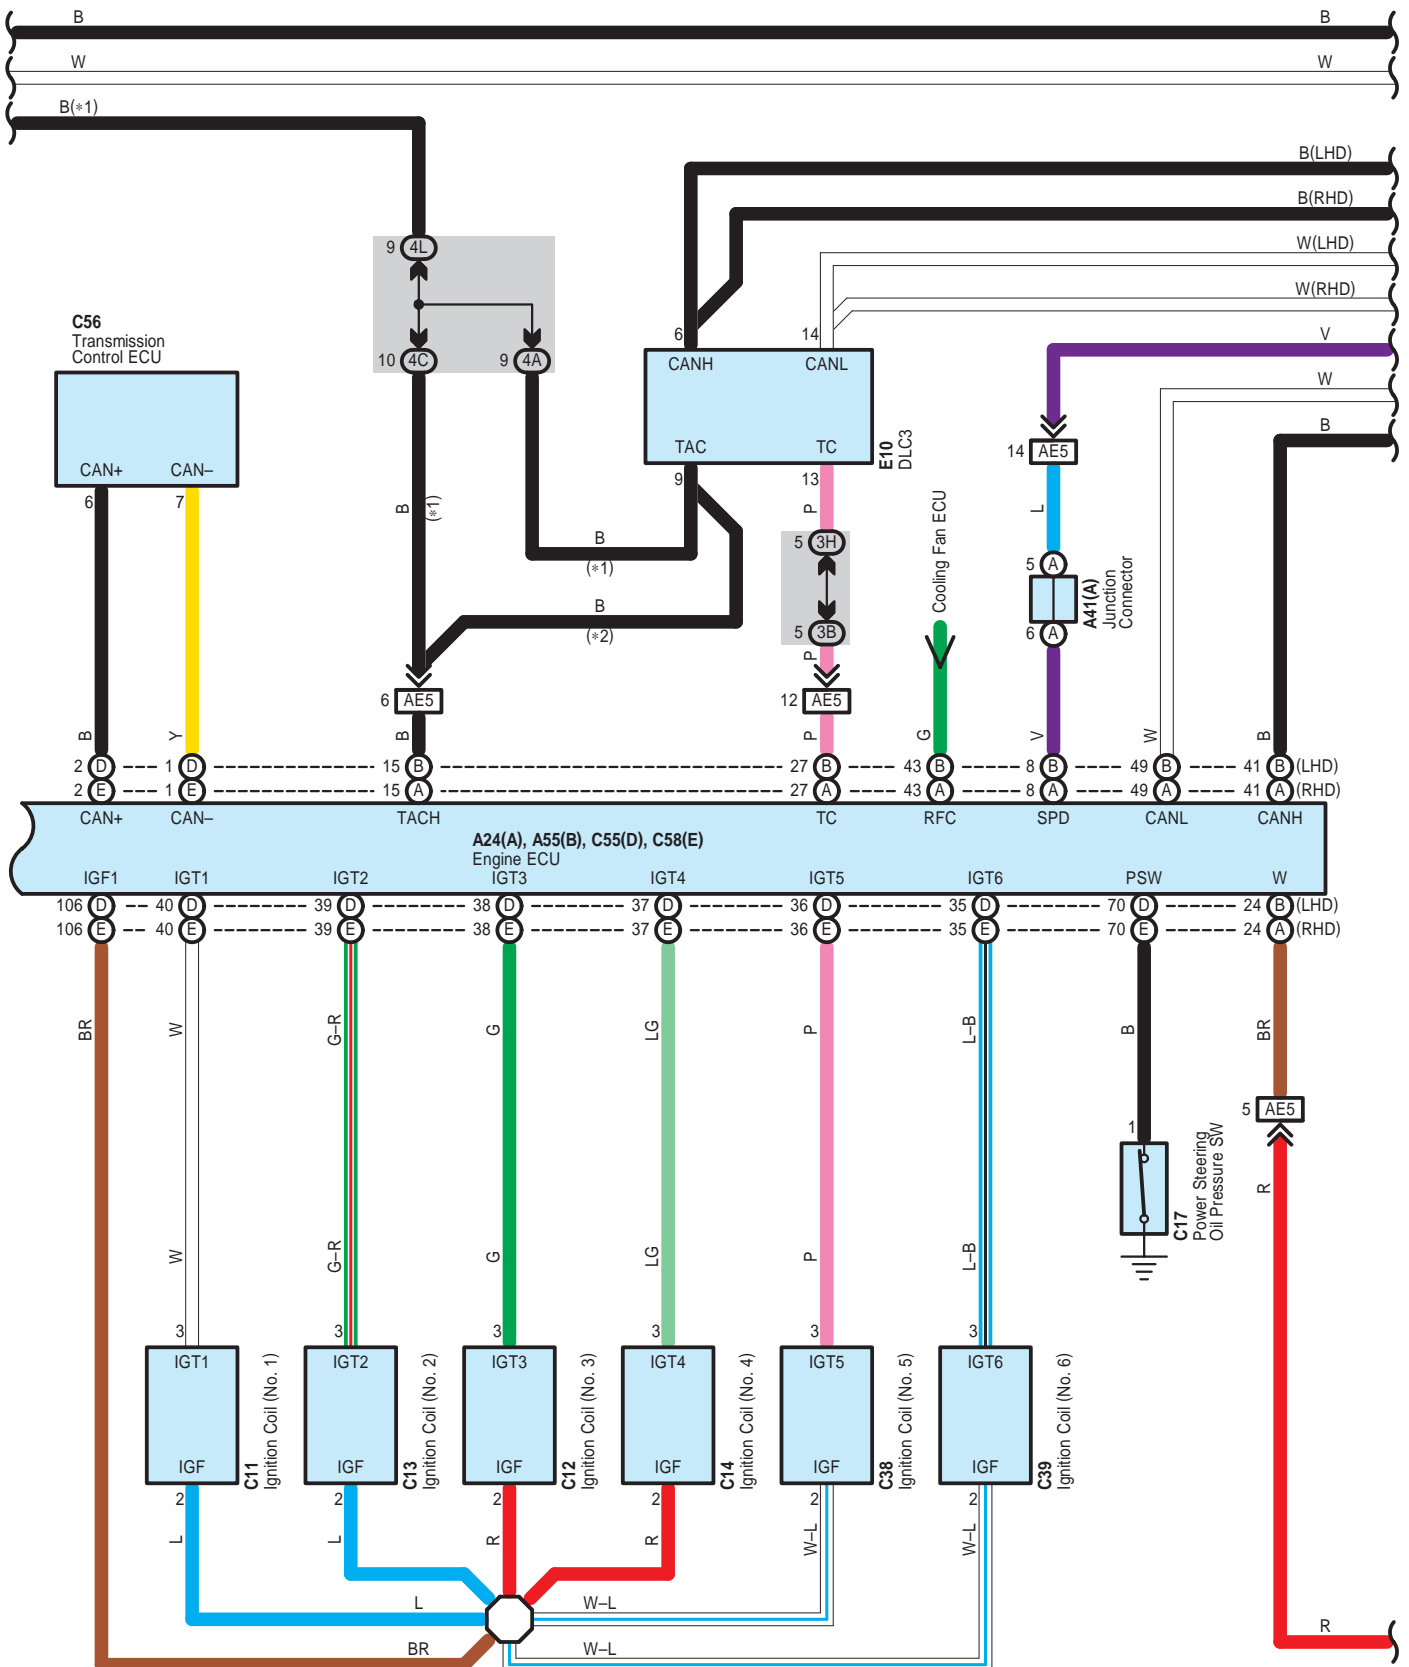 B B
W W
B(*1)
B(LHD)
B(RHD)
W(LHD)
W(RHD)
V
W
B
9 4L
10 4C 9 4A
C56
Transmission
Control ECU
CAN+ CAN–
6 7
6 14
CANH CANL
TAC TC
E10
DLC3
9 13
B
(*1)
B
(*1)
B
(*2)
P
5 3H
5 3B
P
Cooling Fan ECU
14 AE5
L
5 A
A41(A)
Junction
Connector
6 A
6 AE5
12 AE5
B Y B P G V W B
2 D 1 D 15 B 27 B 43 B 8 B 49 B 41 B (LHD)
2 E 1 E 15 A 27 A 43 A 8 A 49 A 41 A (RHD)
CAN+ CAN– TACH TC RFC SPD CANL CANH
A24(A), A55(B), C55(D), C58(E)
Engine ECU
IGF1 IGT1 IGT2 IGT3 IGT4 IGT5 IGT6 PSW W
106 D 40 D 39 D 38 D 37 D 36 D 35 D 70 D 24 B (LHD)
106 E 40 E 39 E 38 E 37 E 36 E 35 E 70 E 24 A (RHD)
BR W G–R G LG P L–B B BR
5 AE5
1
C17
Power Steering
Oil Pressure SW
R
W G–R G LG P L–B
3 3 3 3 3 3
IGT1 IGT2 IGT3 IGT4 IGT5 IGT6
IGF IGF IGF IGF IGF IGF
C11
Ignition Coil (No. 1)
C13
Ignition Coil (No. 2)
C12
Ignition Coil (No. 3)
C14
Ignition Coil (No. 4)
C38
Ignition Coil (No. 5)
C39
Ignition Coil (No. 6)
2 2 2 2 2 2
L L R R W–L W–L
L W–L
BR W–L
R